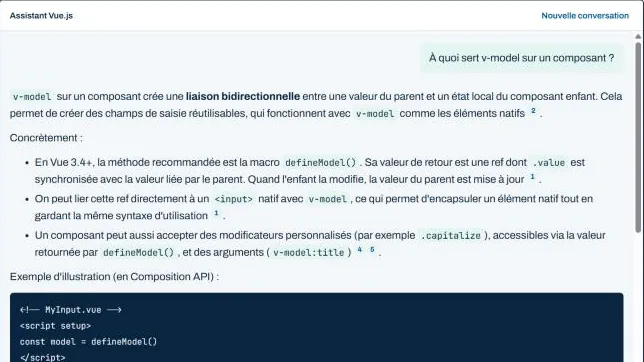 Assistant Vue.js
Nouvelle conversation
À quoi sert v-model sur un composant ?
v-model sur un composant crée une liaison bidirectionnelle entre une valeur du parent et un état local du composant enfant. Cela
permet de créer des champs de saisie réutilisables, qui fonctionnent avec v-model comme les éléments natifs 2 .
Concrètement :
• En Vue 3.4+, la méthode recommandée est la macro defineModel() . Sa valeur de retour est une ref dont .value est
synchronisée avec la valeur liée par le parent. Quand l'enfant la modifie, la valeur du parent est mise à jour 1 .
• On peut lier cette ref directement à un <input> natif avec v-model , ce qui permet d'encapsuler un élément natif tout en
gardant la même syntaxe d'utilisation 1 .
• Un composant peut aussi accepter des modificateurs personnalisés (par exemple .capitalize ), accessibles via la valeur
retournée par defineModel() , et des arguments ( v-model:title ) 4 5 .
Exemple d'illustration (en Composition API) :
<!-- MyInput.vue -->
<script setup>
const model = defineModel()
</script>